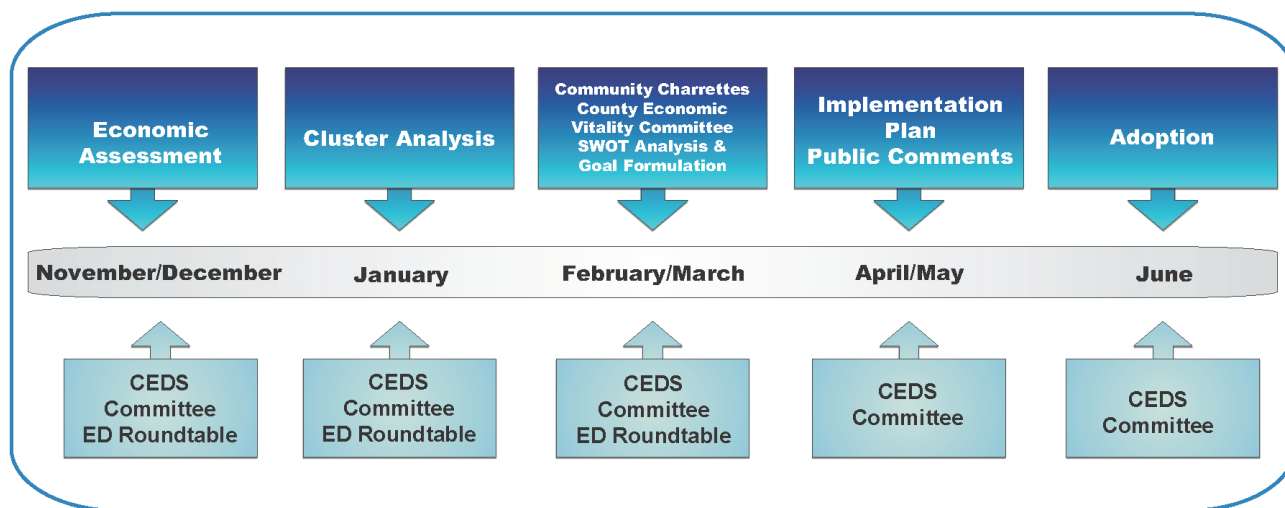 Economic
Assessment
Cluster Analysis
Community Charrettes
County Economic
Vitality Committee
SWOT Analysis &
Goal Formulation
Implementation
Plan
Public Comments
Adoption
November/December
January
February/March
April/May
June
CEDS
Committee
ED Roundtable
CEDS
Committee
ED Roundtable
CEDS
Committee
ED Roundtable
CEDS
Committee
CEDS
Committee